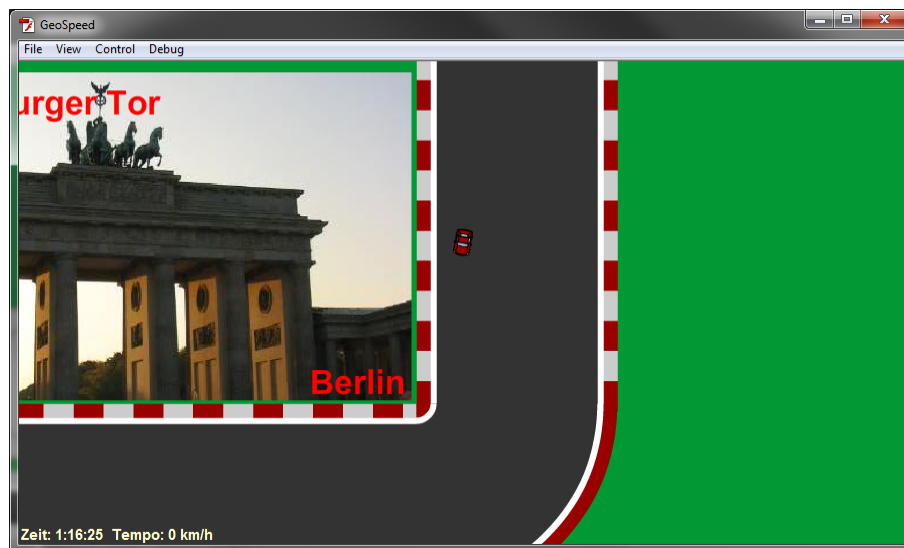 GeoSpeed
File View Control Debug
urger Tor
Berlin
Zeit: 1:16:25 Tempo: 0 km/h